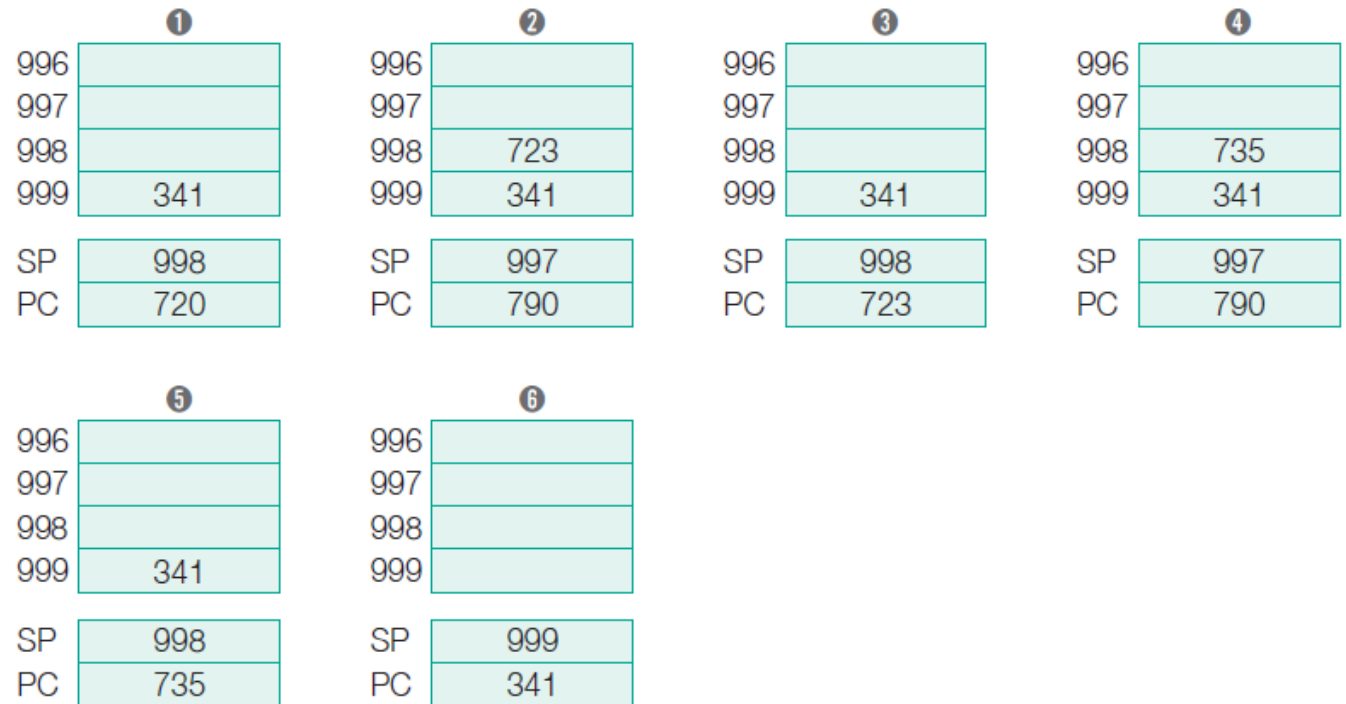 ❶ ❷ ❸ ❹
996 996 996 996
997 997 997 997
998 998 723 998 998 735
999 341 999 341 999 341 999 341
SP 998 SP 997 SP 998 SP 997
PC 720 PC 790 PC 723 PC 790
❺ ❻
996 996
997 997
998 998
999 341 999
SP 998 SP 999
PC 735 PC 341